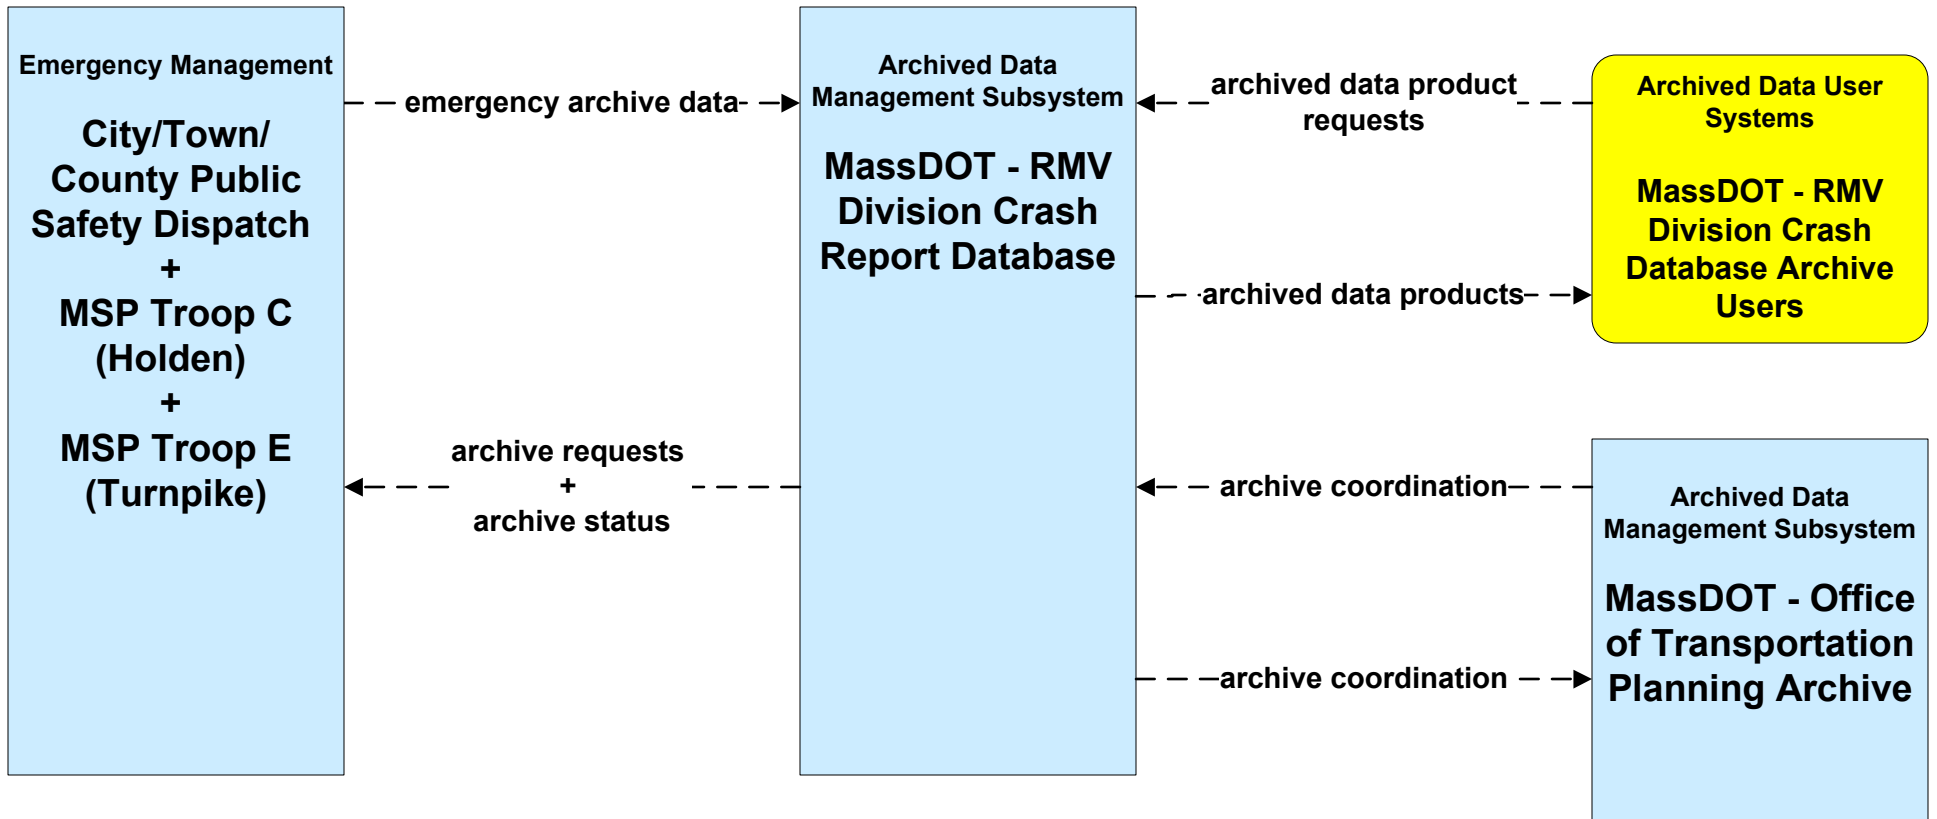 Emergency Management
City/Town/
County Public
Safety Dispatch
+
MSP Troop C
(Holden)
+
MSP Troop E
(Turnpike)
emergency archive data
archive requests
+
archive status
Archived Data
Management Subsystem
MassDOT - RMV
Division Crash
Report Database
archived data product
requests
archived data products
archive coordination
archive coordination
Archived Data User
Systems
MassDOT - RMV
Division Crash
Database Archive
Users
Archived Data
Management Subsystem
MassDOT - Office
of Transportation
Planning Archive